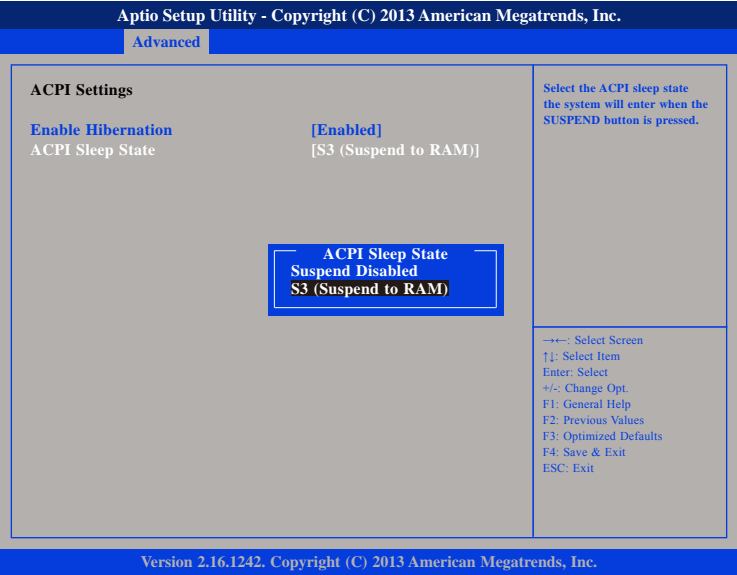 Aptio Setup Utility - Copyright (C) 2013 American Megatrends, Inc.
Advanced
ACPI Settings
Enable Hibernation [Enabled]
ACPI Sleep State [S3 (Suspend to RAM)]
ACPI Sleep State
Suspend Disabled
S3 (Suspend to RAM)
Select the ACPI sleep state
the system will enter when the
SUSPEND button is pressed.
→←: Select Screen
↑↓: Select Item
Enter: Select
+/-: Change Opt.
F1: General Help
F2: Previous Values
F3: Optimized Defaults
F4: Save & Exit
ESC: Exit
Version 2.16.1242. Copyright (C) 2013 American Megatrends, Inc.